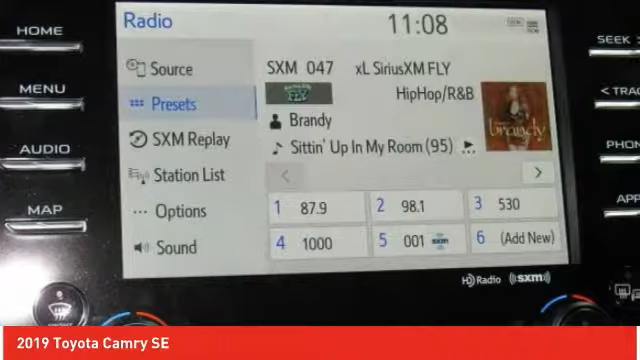 HOME
MENU
AUDIO
MAP
Radio
11:08
Source
Presets
SXM Replay
Station List
Options
Sound
SXM 047 xL SiriusXM FLY
FLY
HipHop/R&B
Brandy
Sittin' Up In My Room (95)
brandy
1 87.9
2 98.1
3 530
4 1000
5 001 sxm
6 (Add New)
HD Radio ((sxm))
SEEK >
< TRAC
PHON
APP
2019 Toyota Camry SE